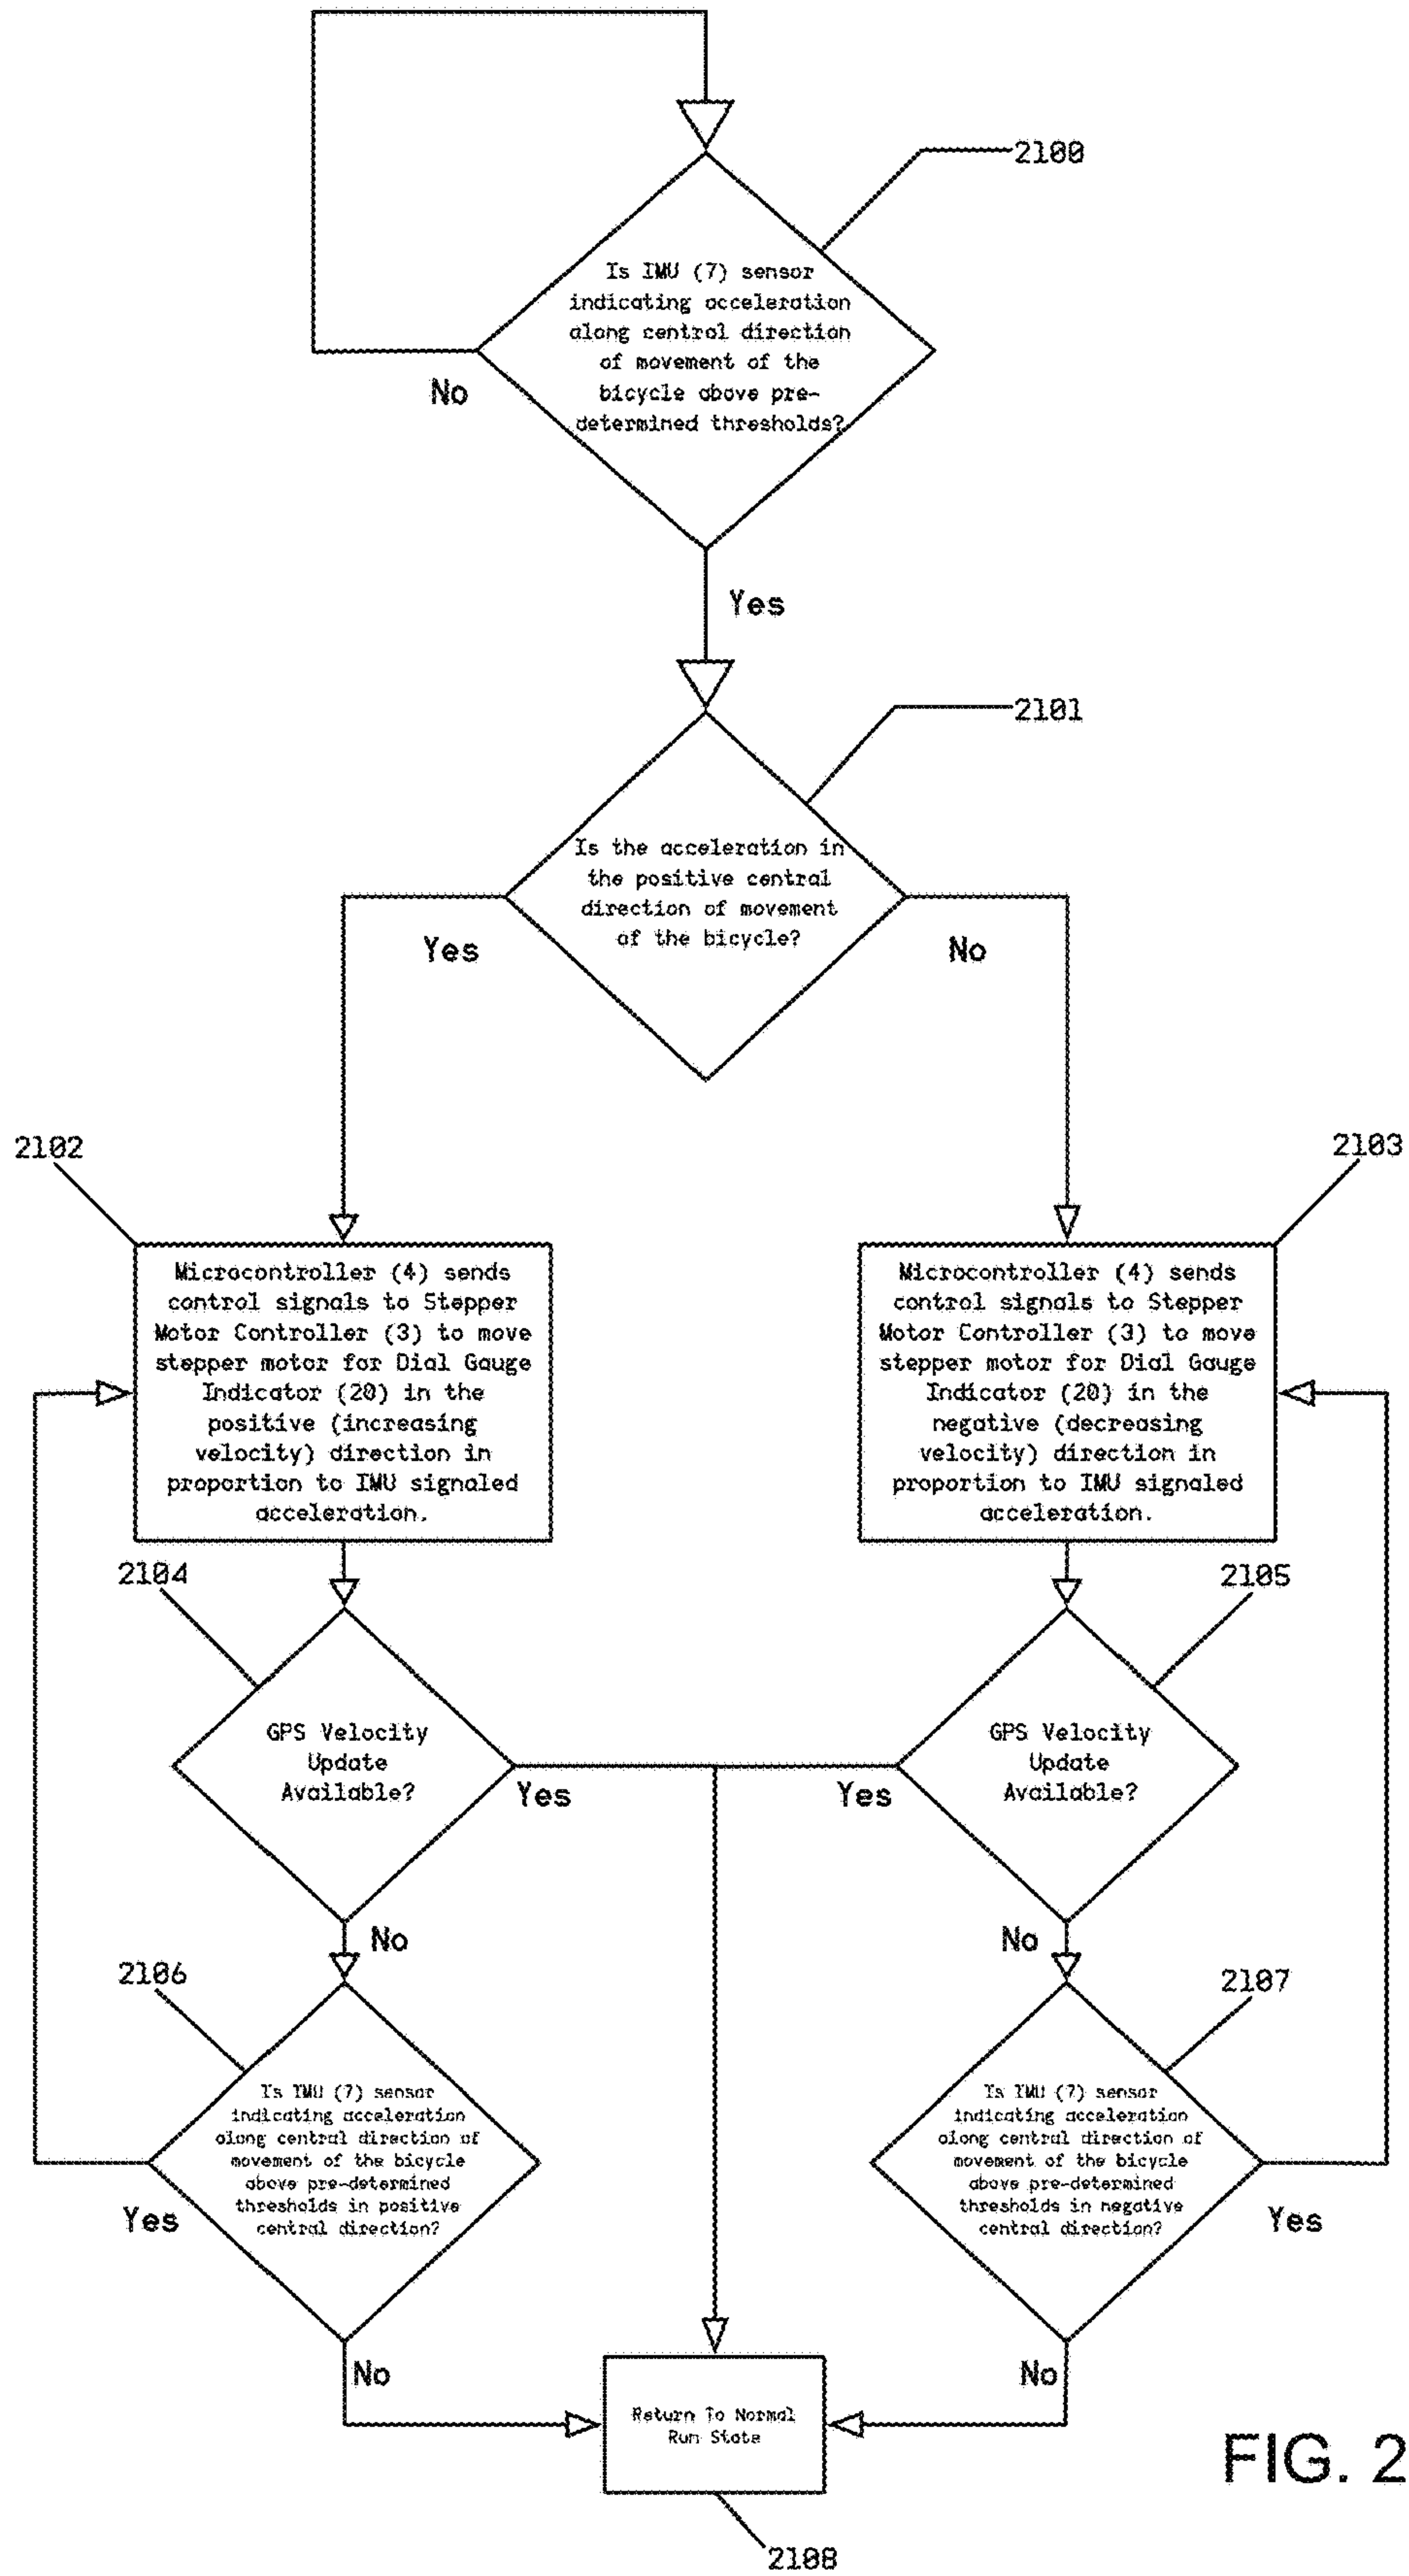 2100
Is IMU (7) sensor
indicating acceleration
along central direction
of movement of the
bicycle above pre-
determined thresholds?
No
Yes
2101
Is the acceleration in
the positive central
direction of movement
of the bicycle?
Yes
No
2102
2103
Microcontroller (4) sends
control signals to Stepper
Motor Controller (3) to move
stepper motor for Dial Gauge
Indicator (20) in the
positive (increasing
velocity) direction in
proportion to IMU signaled
acceleration.
Microcontroller (4) sends
control signals to Stepper
Motor Controller (3) to move
stepper motor for Dial Gauge
Indicator (20) in the
negative (decreasing
velocity) direction in
proportion to IMU signaled
acceleration.
2104
2105
GPS Velocity
Update
Available?
Yes
GPS Velocity
Update
Available?
Yes
No
No
2106
2107
Is IMU (7) sensor
indicating acceleration
along central direction of
movement of the bicycle
above pre-determined
thresholds in positive
central direction?
Yes
Is IMU (7) sensor
indicating acceleration
along central direction of
movement of the bicycle
above pre-determined
thresholds in negative
central direction?
Yes
No
No
Return To Normal
Run State
2108
FIG. 2